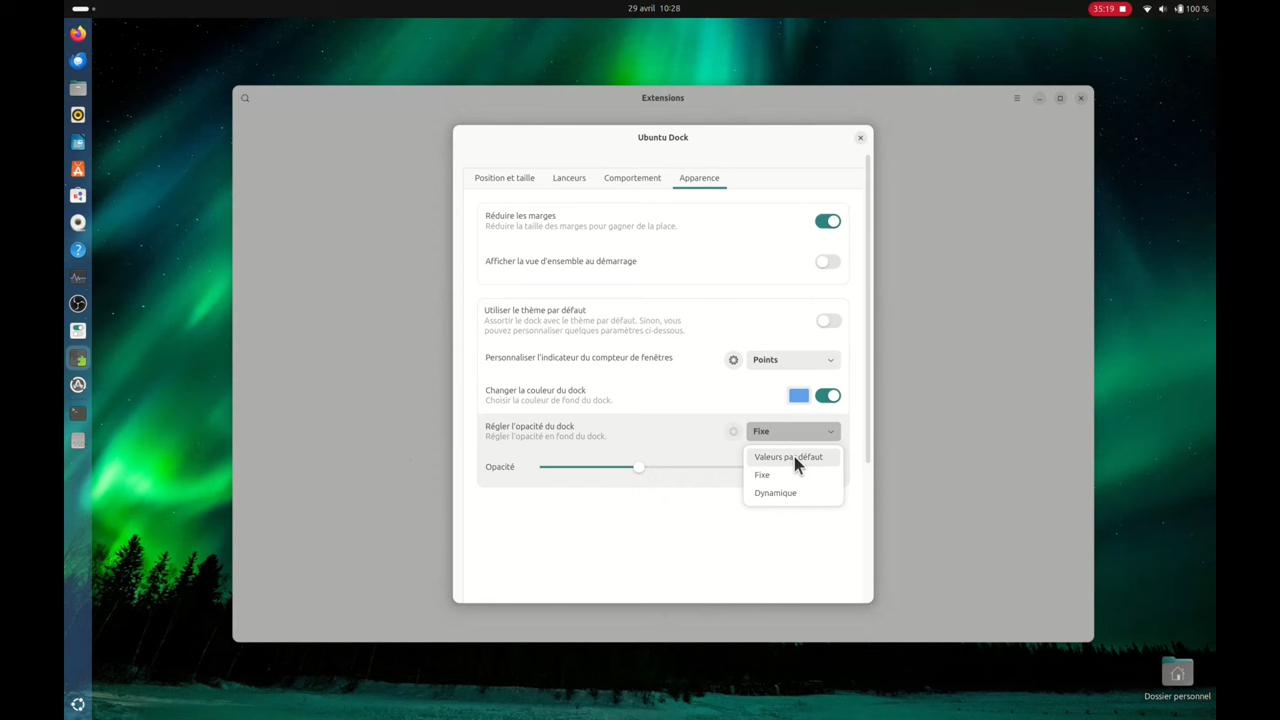 29 avril 10:28
35:19
100 %
Extensions
Ubuntu Dock
Position et taille
Lanceurs
Comportement
Apparence
Réduire les marges
Réduire la taille des marges pour gagner de la place.
Afficher la vue d'ensemble au démarrage
Utiliser le thème par défaut
Assortir le dock avec le thème par défaut. Sinon, vous
pouvez personnaliser quelques paramètres ci-dessous.
Personnaliser l'indicateur du compteur de fenêtres
Points
Changer la couleur du dock
Choisir la couleur de fond du dock.
Régler l'opacité du dock
Régler l'opacité en fond du dock.
Fixe
Opacité
Valeurs par défaut
Fixe
Dynamique
Dossier personnel